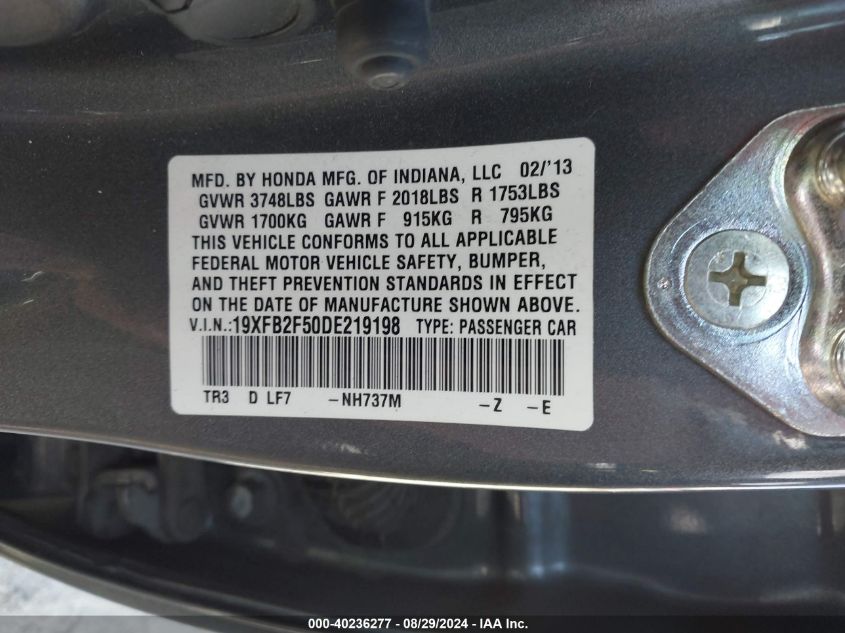 MFD. BY HONDA MFG. OF INDIANA, LLC 02/'13
GVWR 3748LBS GAWR F 2018LBS R 1753LBS
GVWR 1700KG GAWR F 915KG R 795KG
THIS VEHICLE CONFORMS TO ALL APPLICABLE
FEDERAL MOTOR VEHICLE SAFETY, BUMPER,
AND THEFT PREVENTION STANDARDS IN EFFECT
ON THE DATE OF MANUFACTURE SHOWN ABOVE.
V.I.N.:19XFB2F50DE219198 TYPE: PASSENGER CAR
TR3 D LF7 -NH737M -Z -E
000-40236277 - 08/29/2024 - IAA Inc.